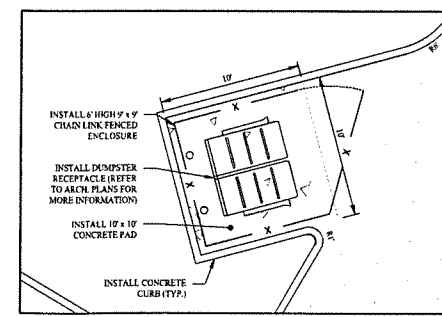 10'
R6'
INSTALL 6' HIGH 9' x 9'
CHAIN LINK FENCED
ENCLOSURE
10'
INSTALL DUMPSTER
RECEPTACLE (REFER
TO ARCH. PLANS FOR
MORE INFORMATION)
INSTALL 10' x 10'
CONCRETE PAD
INSTALL CONCRETE
CURB (TYP.)